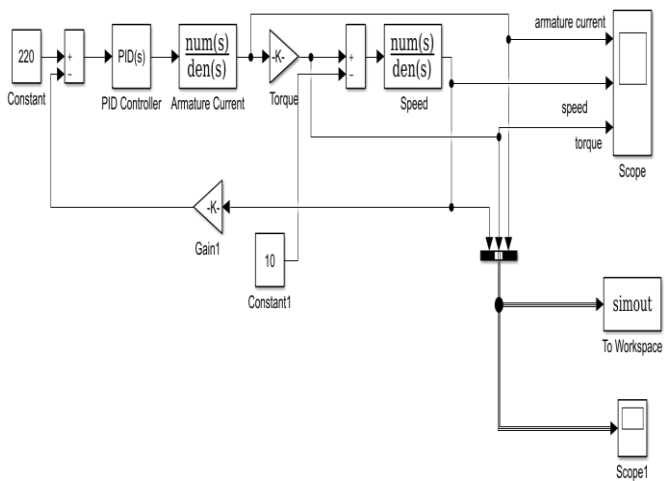 armature current
220
+
−
PID(s)
num(s)
den(s)
-K-
+
−
num(s)
den(s)
Constant
PID Controller
Armature Current
Torque
Speed
speed
torque
Scope
-K-
Gain1
10
Constant1
simout
To Workspace
Scope1